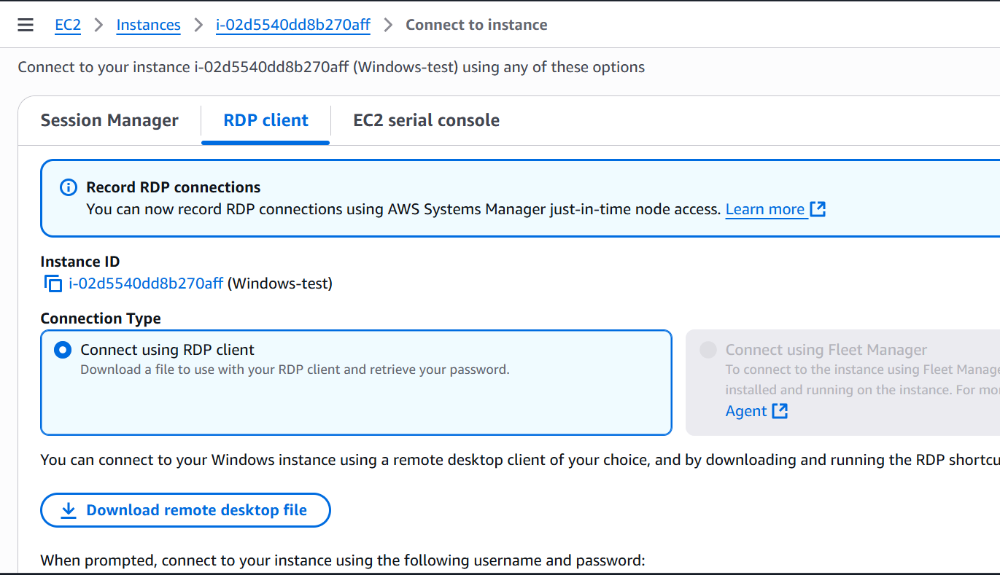 EC2 > Instances > i-02d5540dd8b270aff > Connect to instance
Connect to your instance i-02d5540dd8b270aff (Windows-test) using any of these options
Session Manager
RDP client
EC2 serial console
Record RDP connections
You can now record RDP connections using AWS Systems Manager just-in-time node access. Learn more
Instance ID
i-02d5540dd8b270aff (Windows-test)
Connection Type
Connect using RDP client
Download a file to use with your RDP client and retrieve your password.
Connect using Fleet Manager
To connect to the instance using Fleet Manage
installed and running on the instance. For mo
Agent
You can connect to your Windows instance using a remote desktop client of your choice, and by downloading and running the RDP shortcu
Download remote desktop file
When prompted, connect to your instance using the following username and password: